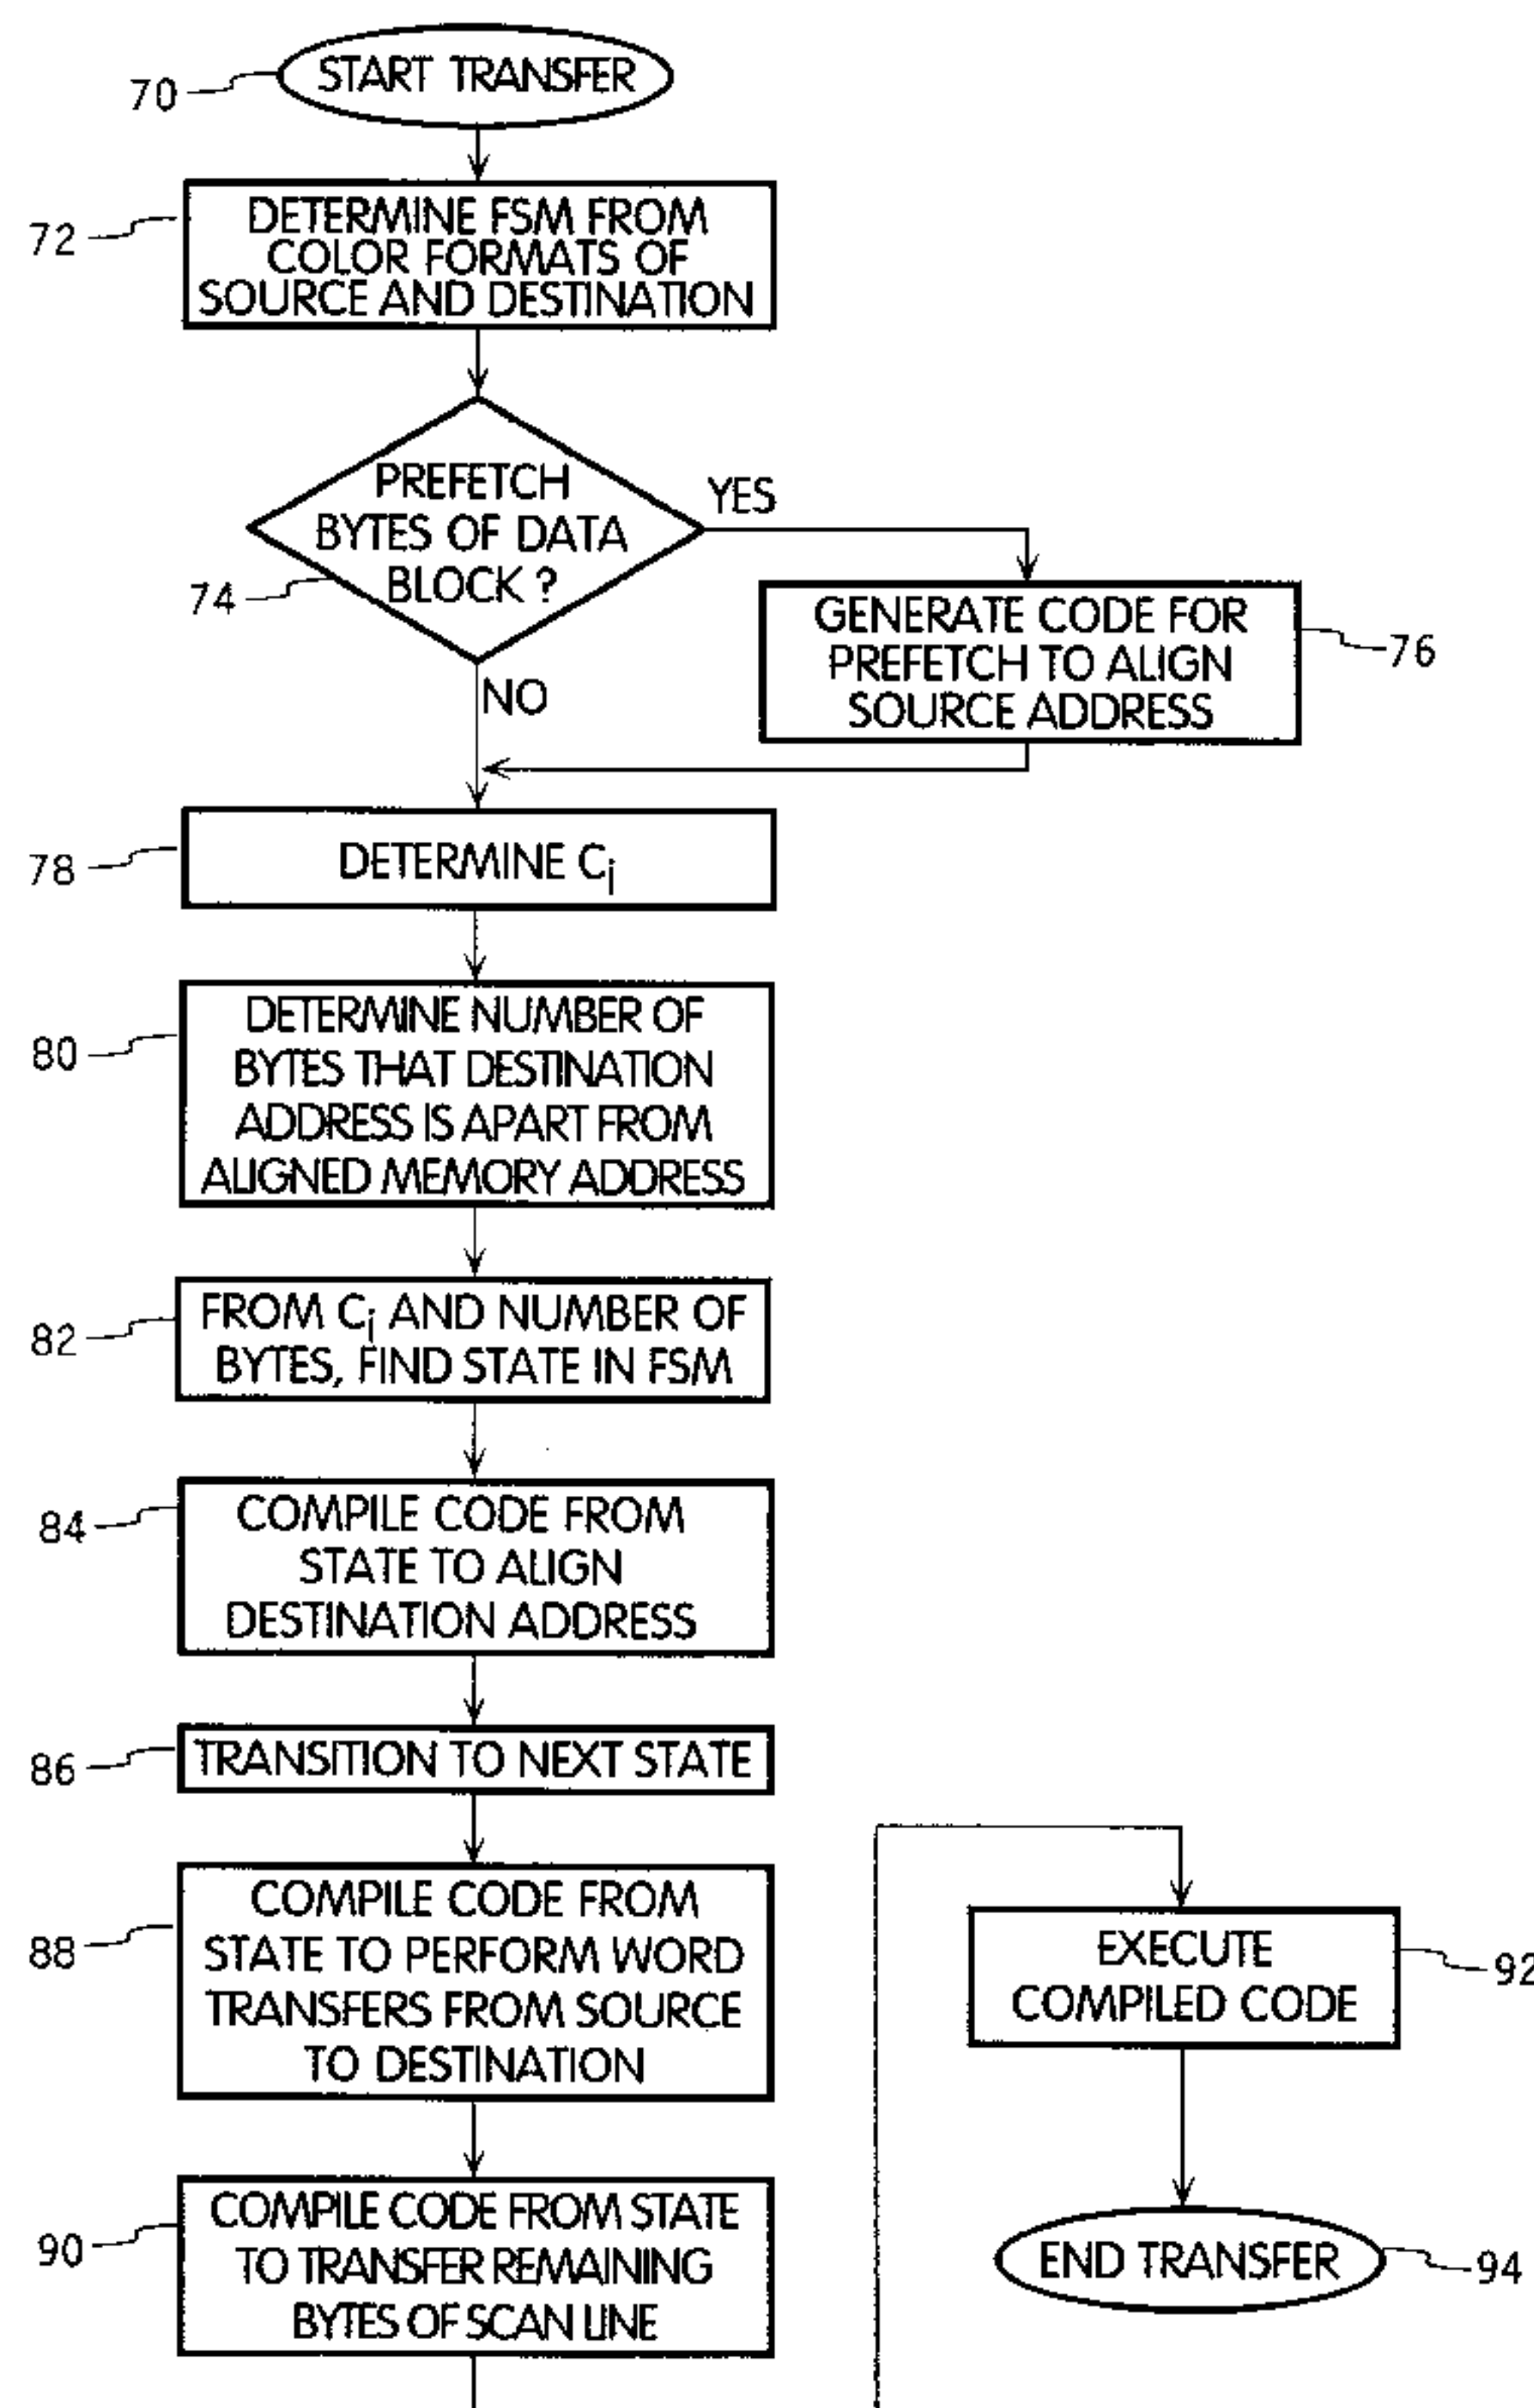 START TRANSFER
70
DETERMINE FSM FROM
COLOR FORMATS OF
SOURCE AND DESTINATION
72
PREFETCH
BYTES OF DATA
BLOCK ?
74
YES
NO
GENERATE CODE FOR
PREFETCH TO ALIGN
SOURCE ADDRESS
76
DETERMINE Ci
78
DETERMINE NUMBER OF
BYTES THAT DESTINATION
ADDRESS IS APART FROM
ALIGNED MEMORY ADDRESS
80
FROM Ci AND NUMBER OF
BYTES, FIND STATE IN FSM
82
COMPILE CODE FROM
STATE TO ALIGN
DESTINATION ADDRESS
84
TRANSITION TO NEXT STATE
86
COMPILE CODE FROM
STATE TO PERFORM WORD
TRANSFERS FROM SOURCE
TO DESTINATION
88
COMPILE CODE FROM STATE
TO TRANSFER REMAINING
BYTES OF SCAN LINE
90
EXECUTE
COMPILED CODE
92
END TRANSFER
94